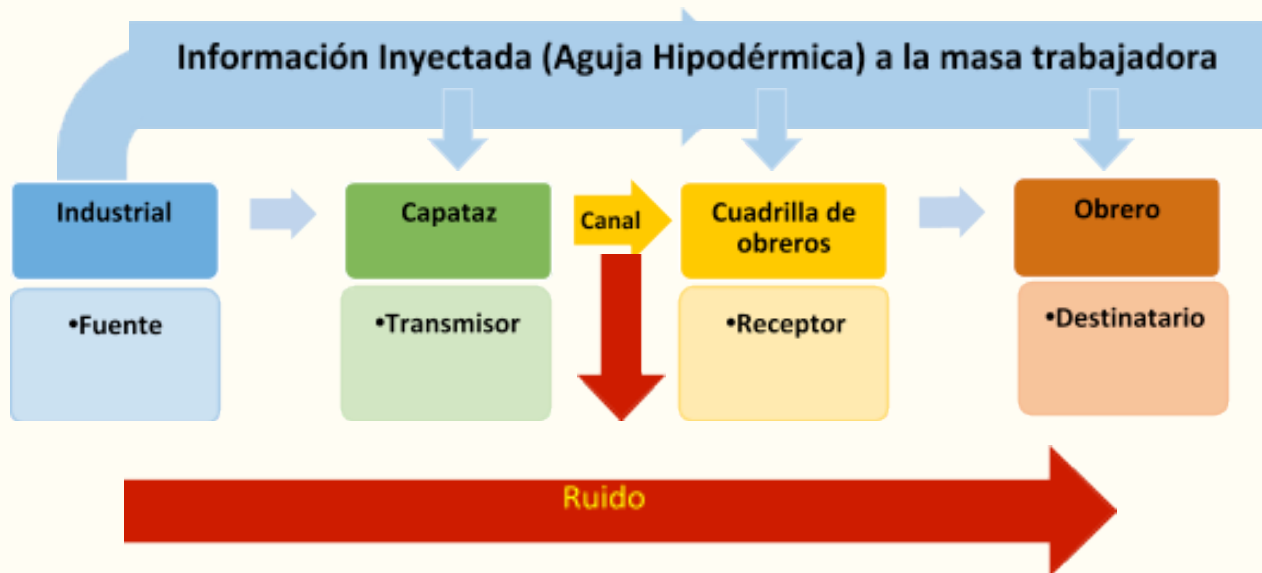 Información Inyectada (Aguja Hipodérmica) a la masa trabajadora
Industrial
Capataz
Canal
Cuadrilla de
obreros
Obrero
•Fuente
•Transmisor
•Receptor
•Destinatario
Ruido